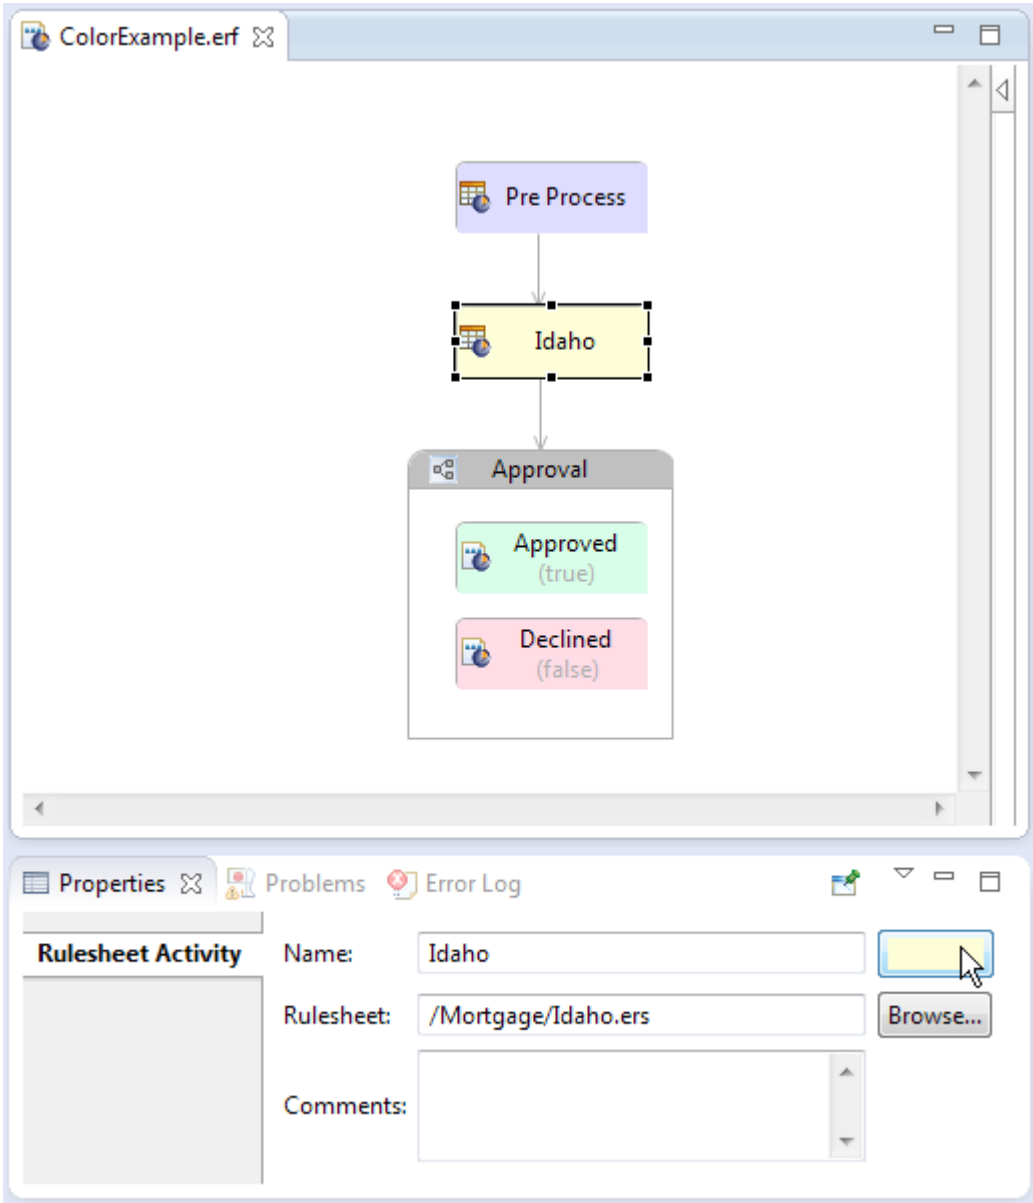 ColorExample.erf
Pre Process
Idaho
Approval
Approved
(true)
Declined
(false)
Properties Problems Error Log
Rulesheet Activity
Name: Idaho
Rulesheet: /Mortgage/Idaho.ers Browse...
Comments: